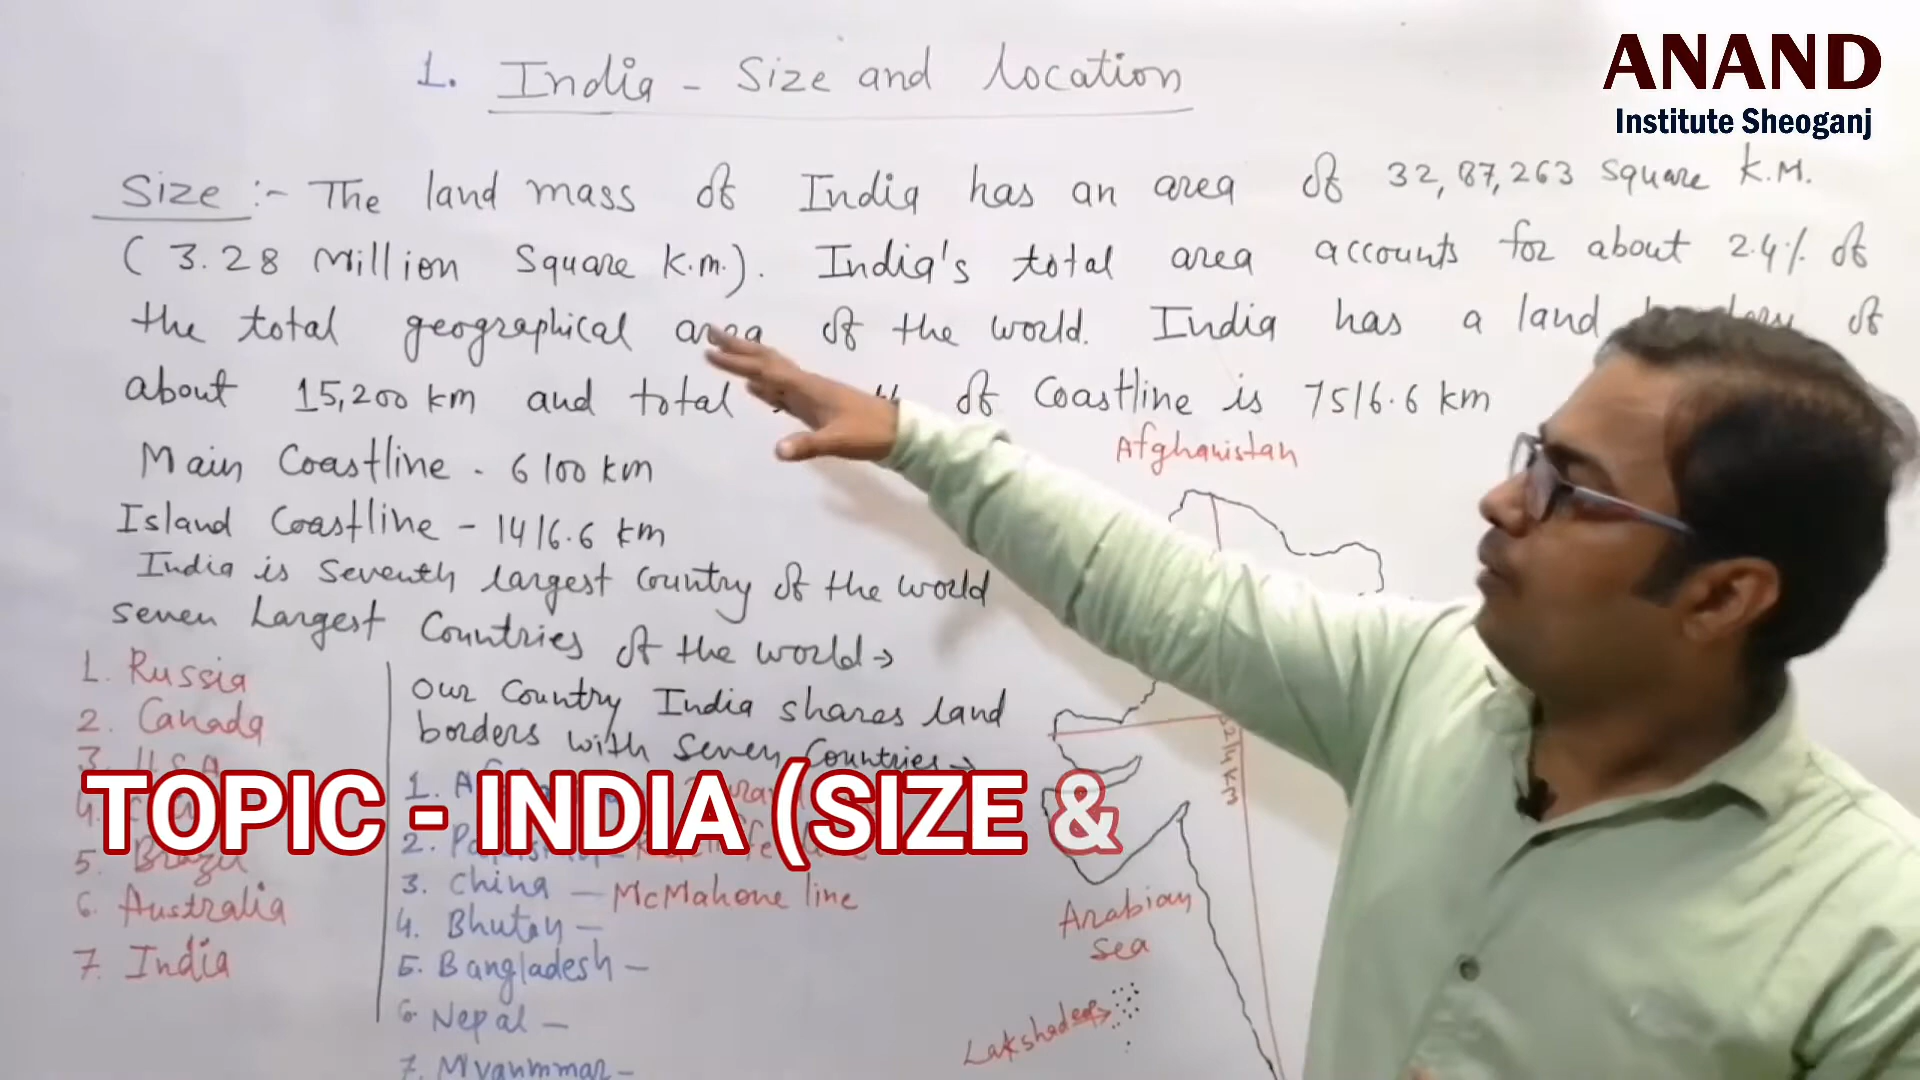 ANAND
Institute Sheoganj
1. India - Size and location
Size :- The land mass of India has an area of 32,87,263 square K.M.
( 3.28 Million Square K.m.). India's total area accounts for about 2.4% of
the total geographical area of the world. India has a land of
about 15,200 km and total of Coastline is 7516.6 km
Main Coastline - 6100 km
Island Coastline - 1416.6 km
India is Seventh largest Country of the world
seven Largest Countries of the world →
1. Russia
2. Canada
3. USA
4.
5. Brazil
6. Australia
7. India
Our Country India shares land
borders with Seven Countries →
1.
2.
3. China - McMahone line
4. Bhutan -
5. Bangladesh -
6. Nepal -
7. Myanmmar -
Afghanistan
Arabian
sea
TOPIC - INDIA (SIZE &